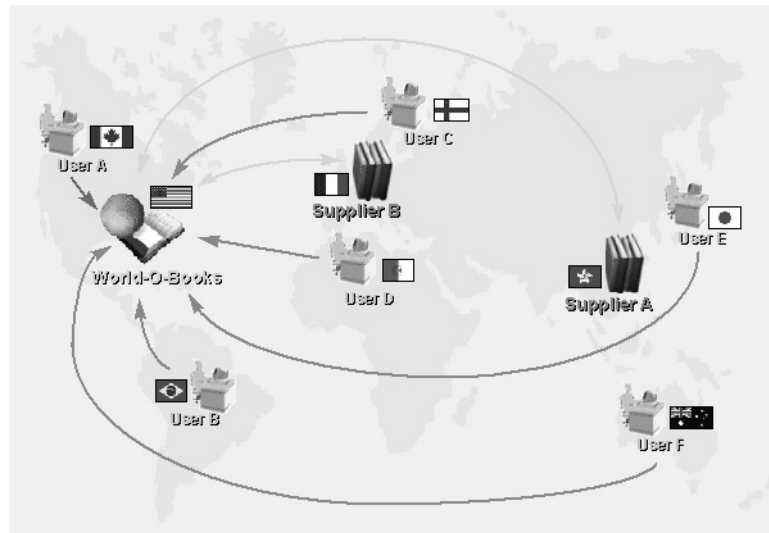 User A
User C
Supplier B
User E
World-O-Books
User D
Supplier A
User B
User F